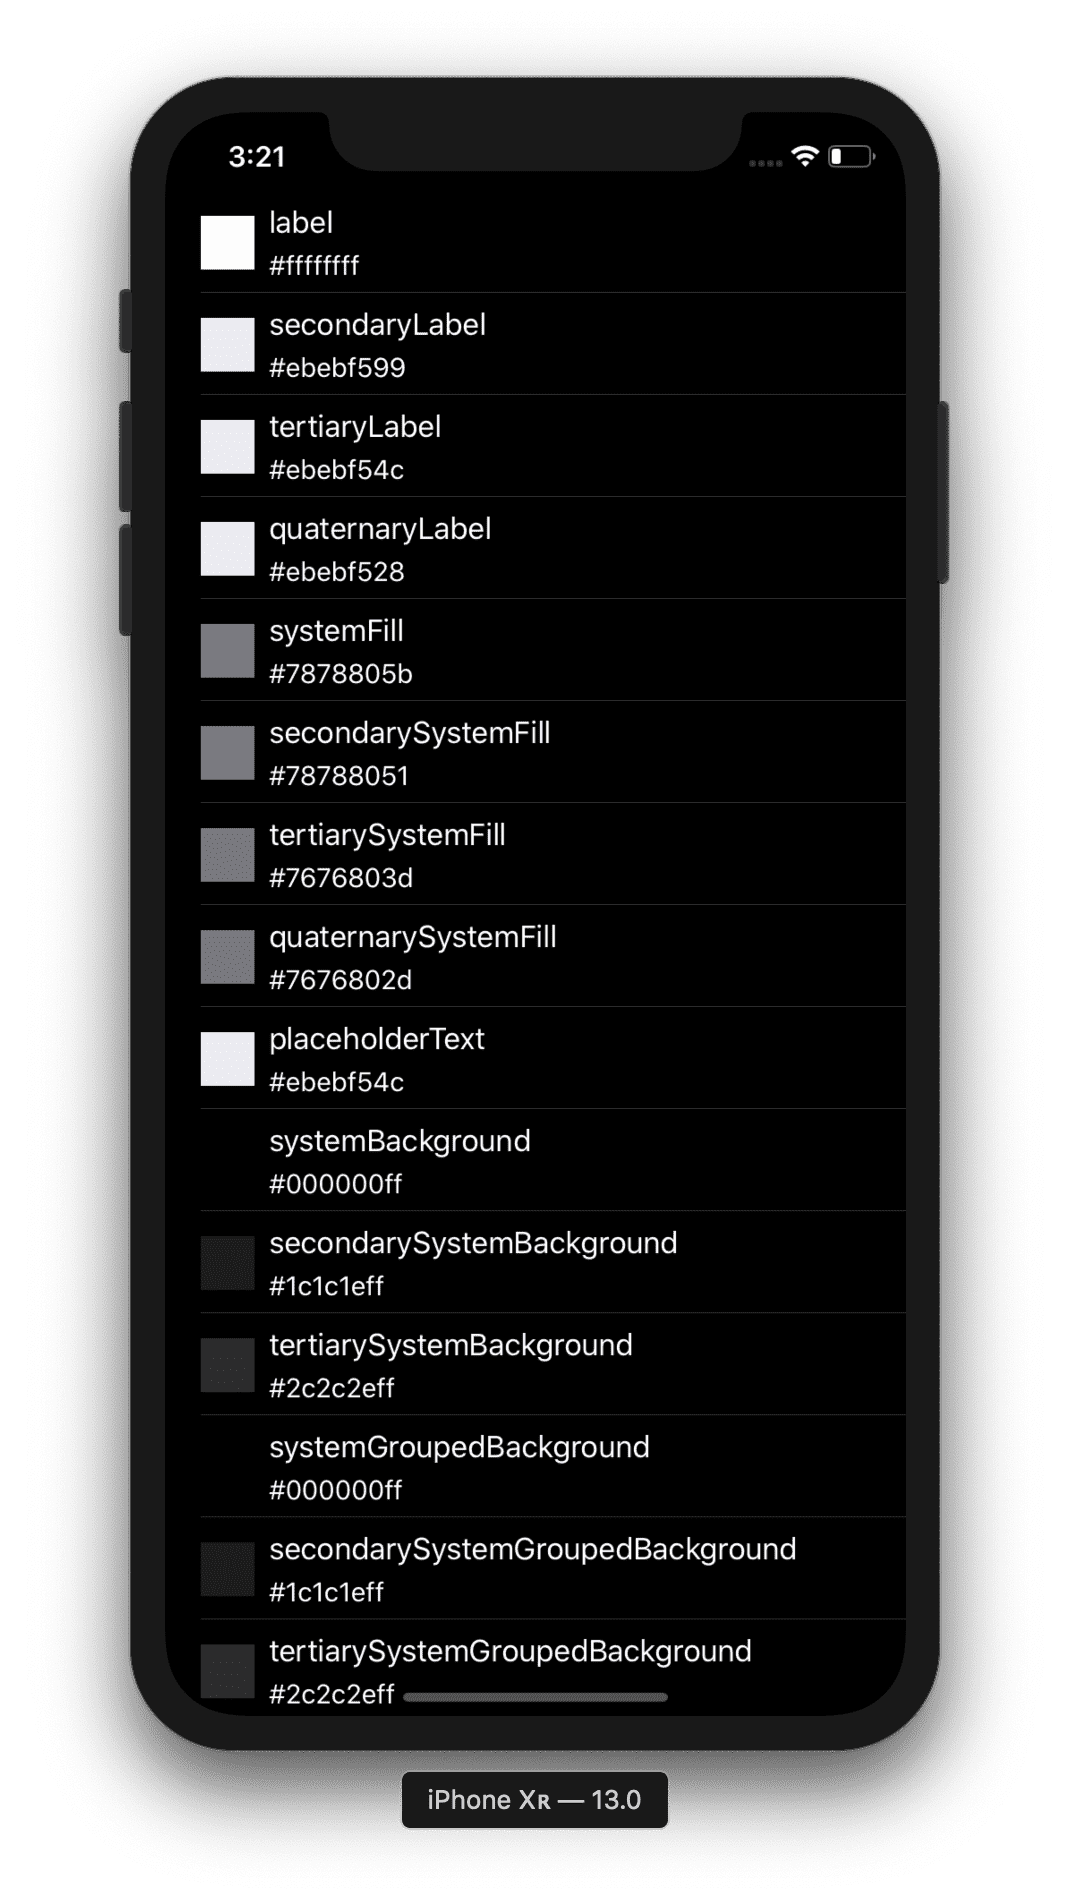 3:21
label
#ffffffff
secondaryLabel
#ebebf599
tertiaryLabel
#ebebf54c
quaternaryLabel
#ebebf528
systemFill
#7878805b
secondarySystemFill
#78788051
tertiarySystemFill
#7676803d
quaternarySystemFill
#7676802d
placeholderText
#ebebf54c
systemBackground
#000000ff
secondarySystemBackground
#1c1c1eff
tertiarySystemBackground
#2c2c2eff
systemGroupedBackground
#000000ff
secondarySystemGroupedBackground
#1c1c1eff
tertiarySystemGroupedBackground
#2c2c2eff
iPhone Xʀ — 13.0